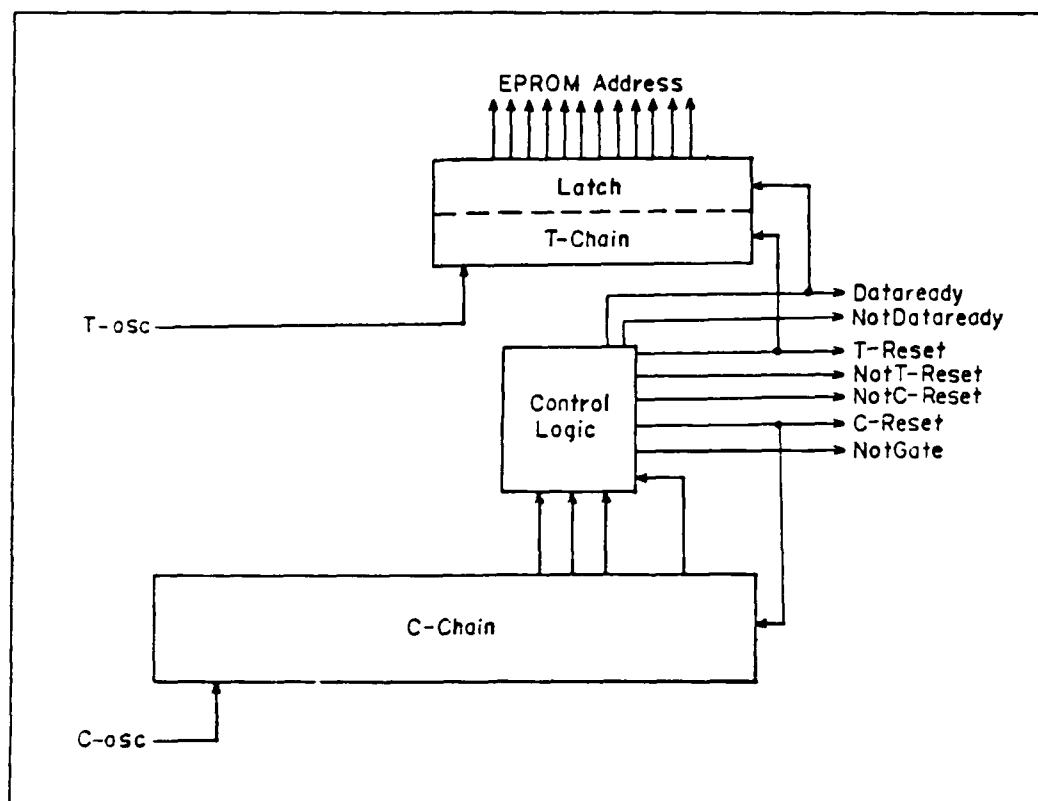 EPROM Address
Latch
T-Chain
T-osc
Dataready
NotDataready
T-Reset
NotT-Reset
NotC-Reset
C-Reset
NotGate
Control
Logic
C-Chain
C-osc